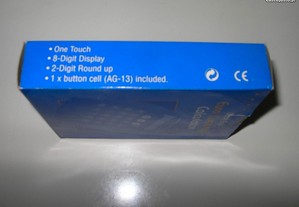 • One Touch
• 8-Digit Display
• 2-Digit Round up
• 1 x button cell (AG-13) included.
CE